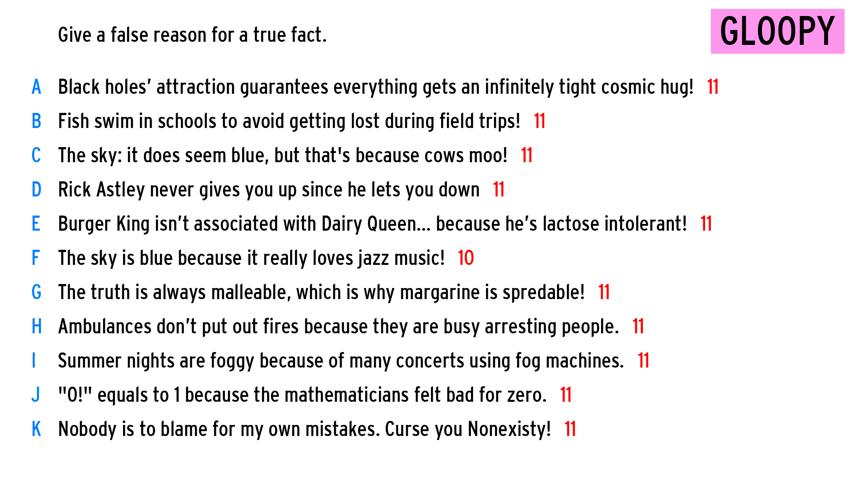 Give a false reason for a true fact.
GLOOPY
A Black holes’ attraction guarantees everything gets an infinitely tight cosmic hug! 11
B Fish swim in schools to avoid getting lost during field trips! 11
C The sky: it does seem blue, but that's because cows moo! 11
D Rick Astley never gives you up since he lets you down 11
E Burger King isn’t associated with Dairy Queen... because he’s lactose intolerant! 11
F The sky is blue because it really loves jazz music! 10
G The truth is always malleable, which is why margarine is spredable! 11
H Ambulances don’t put out fires because they are busy arresting people. 11
I Summer nights are foggy because of many concerts using fog machines. 11
J "0!" equals to 1 because the mathematicians felt bad for zero. 11
K Nobody is to blame for my own mistakes. Curse you Nonexisty! 11